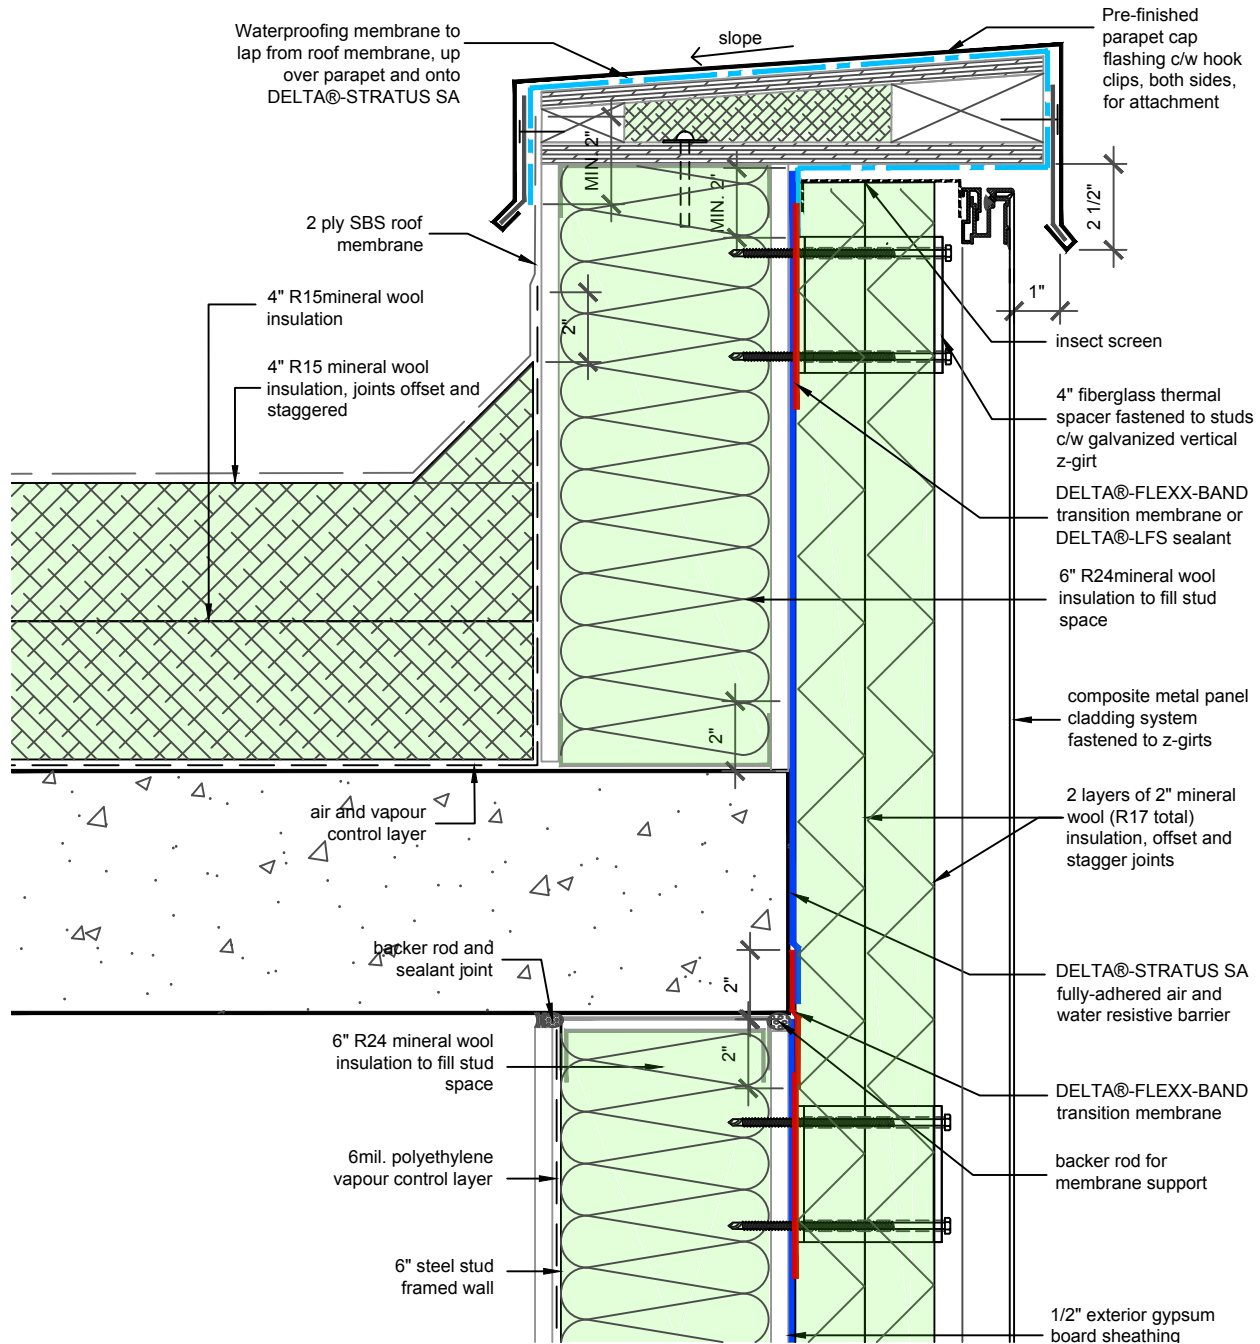 Waterproofing membrane to
lap from roof membrane, up
over parapet and onto
DELTA®-STRATUS SA
slope
Pre-finished
parapet cap
flashing c/w hook
clips, both sides,
for attachment
MIN. 2"
MIN. 2"
2 1/2"
1"
2 ply SBS roof
membrane
4" R15mineral wool
insulation
2"
4" R15 mineral wool
insulation, joints offset and
staggered
insect screen
4" fiberglass thermal
spacer fastened to studs
c/w galvanized vertical
z-girt
DELTA®-FLEXX-BAND
transition membrane or
DELTA®-LFS sealant
6" R24mineral wool
insulation to fill stud
space
composite metal panel
cladding system
fastened to z-girts
2"
air and vapour
control layer
2 layers of 2" mineral
wool (R17 total)
insulation, offset and
stagger joints
backer rod and
sealant joint
2"
DELTA®-STRATUS SA
fully-adhered air and
water resistive barrier
6" R24 mineral wool
insulation to fill stud
space
2"
DELTA®-FLEXX-BAND
transition membrane
6mil. polyethylene
vapour control layer
backer rod for
membrane support
6" steel stud
framed wall
1/2" exterior gypsum
board sheathing